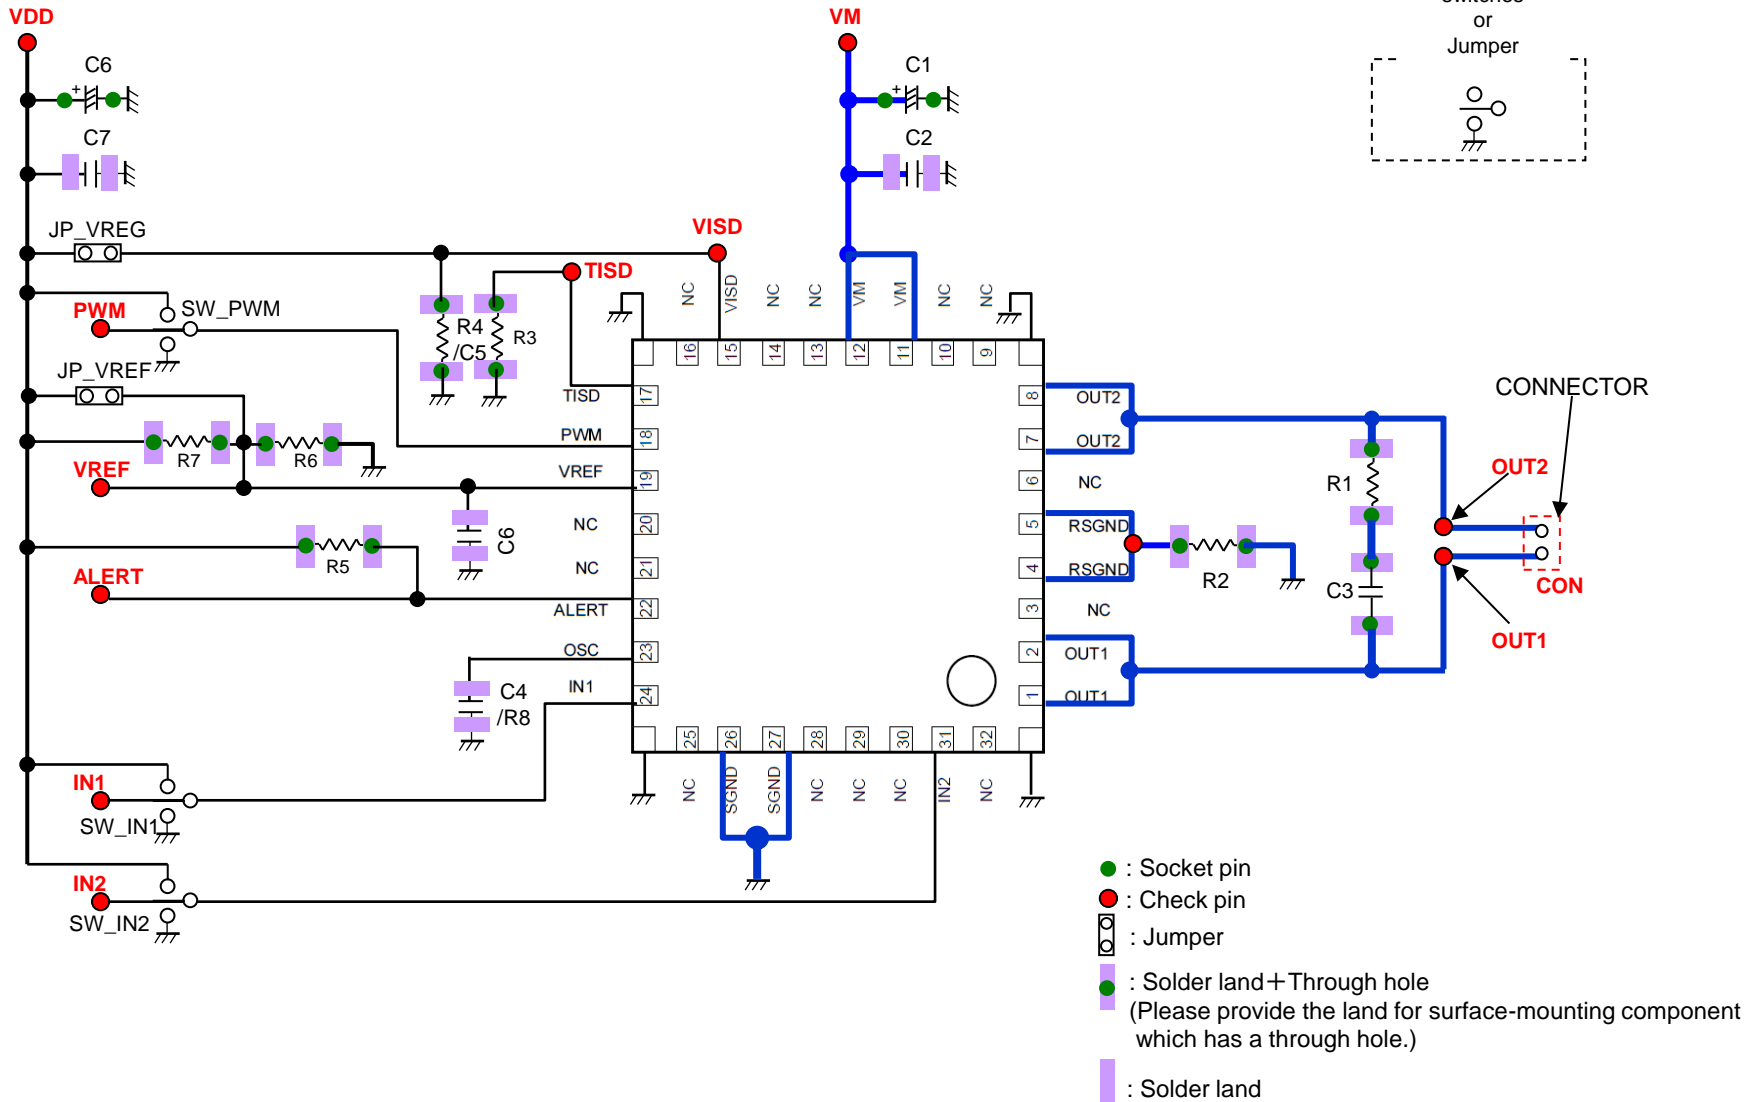 VDD
VM
switches
or
Jumper
C6
C1
C7
C2
JP_VREG
VISD
TISD
PWM
SW_PWM
R4
/C5
R3
JP_VREF
R7
R6
VREF
C6
R5
ALERT
C4
/R8
IN1
SW_IN1
IN2
SW_IN2
NC
VISD
NC
NC
VM
VM
NC
NC
16
15
14
13
12
11
10
9
TISD
17
PWM
18
VREF
19
NC
20
NC
21
ALERT
22
OSC
23
IN1
24
8
OUT2
7
OUT2
6
NC
5
RSGND
4
RSGND
3
NC
2
OUT1
1
OUT1
25
26
27
28
29
30
31
32
NC
SGND
SGND
NC
NC
NC
IN2
NC
R2
R1
C3
CONNECTOR
OUT2
CON
OUT1
: Socket pin
: Check pin
: Jumper
: Solder land＋Through hole
(Please provide the land for surface-mounting component
which has a through hole.)
: Solder land